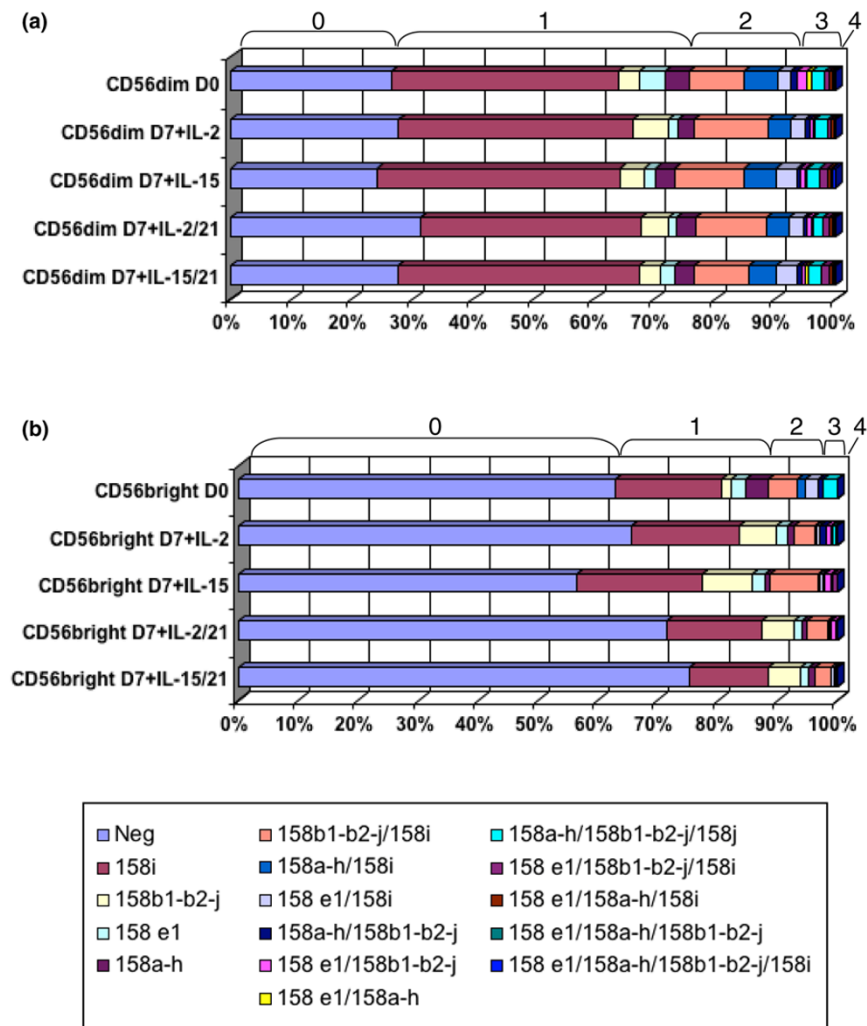 (a)
0 1 2 3 4
CD56dim D0
CD56dim D7+IL-2
CD56dim D7+IL-15
CD56dim D7+IL-2/21
CD56dim D7+IL-15/21
0% 10% 20% 30% 40% 50% 60% 70% 80% 90% 100%
(b)
0 1 2 3 4
CD56bright D0
CD56bright D7+IL-2
CD56bright D7+IL-15
CD56bright D7+IL-2/21
CD56bright D7+IL-15/21
0% 10% 20% 30% 40% 50% 60% 70% 80% 90% 100%
Neg
158i
158b1-b2-j
158 e1
158a-h
158b1-b2-j/158i
158a-h/158i
158 e1/158i
158a-h/158b1-b2-j
158 e1/158b1-b2-j
158 e1/158a-h
158a-h/158b1-b2-j/158j
158 e1/158b1-b2-j/158i
158 e1/158a-h/158i
158 e1/158a-h/158b1-b2-j
158 e1/158a-h/158b1-b2-j/158i